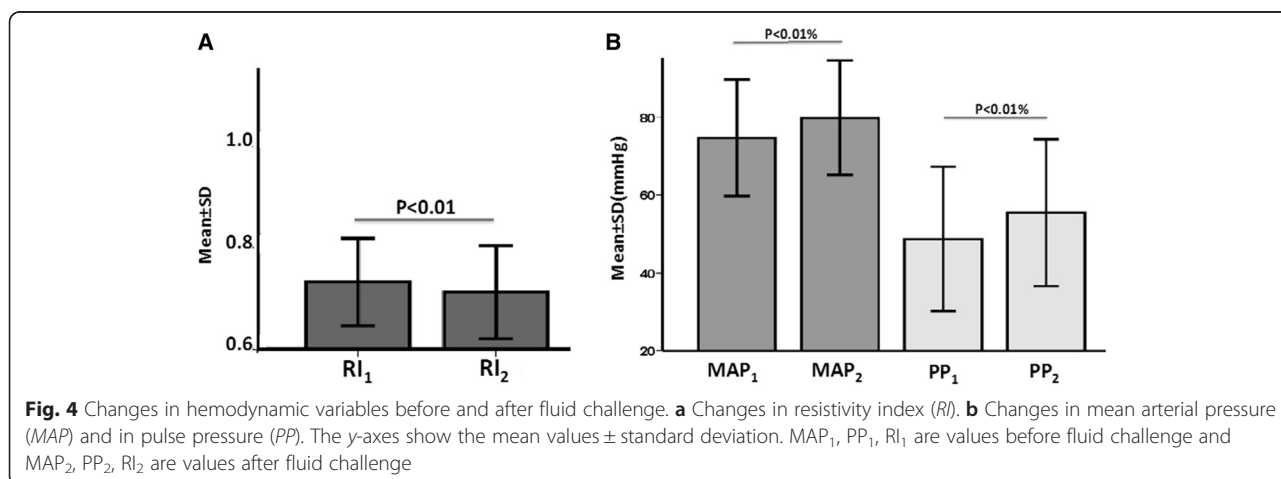 A
Mean±SD
1.0
0.8
0.6
P<0.01
RI₁ RI₂
B
Mean±SD(mmHg)
80
60
40
20
P<0.01%
P<0.01%
MAP₁ MAP₂ PP₁ PP₂
Fig. 4 Changes in hemodynamic variables before and after fluid challenge. a Changes in resistivity index (RI). b Changes in mean arterial pressure
(MAP) and in pulse pressure (PP). The y-axes show the mean values ± standard deviation. MAP₁, PP₁, RI₁ are values before fluid challenge and
MAP₂, PP₂, RI₂ are values after fluid challenge